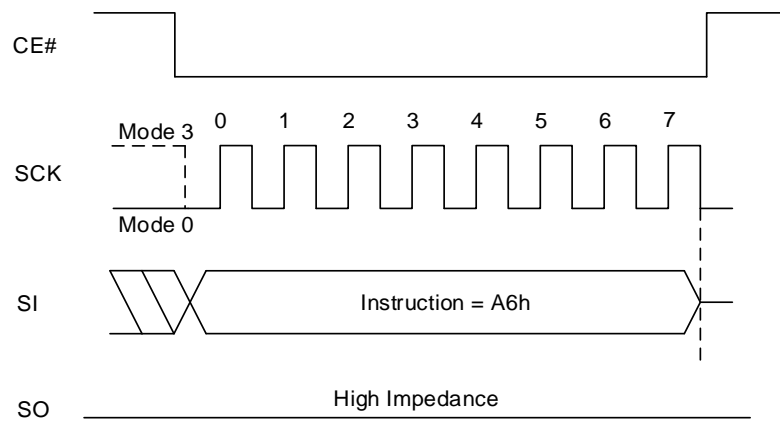 CE#
0 1 2 3 4 5 6 7
Mode 3
SCK
Mode 0
SI
Instruction = A6h
High Impedance
SO